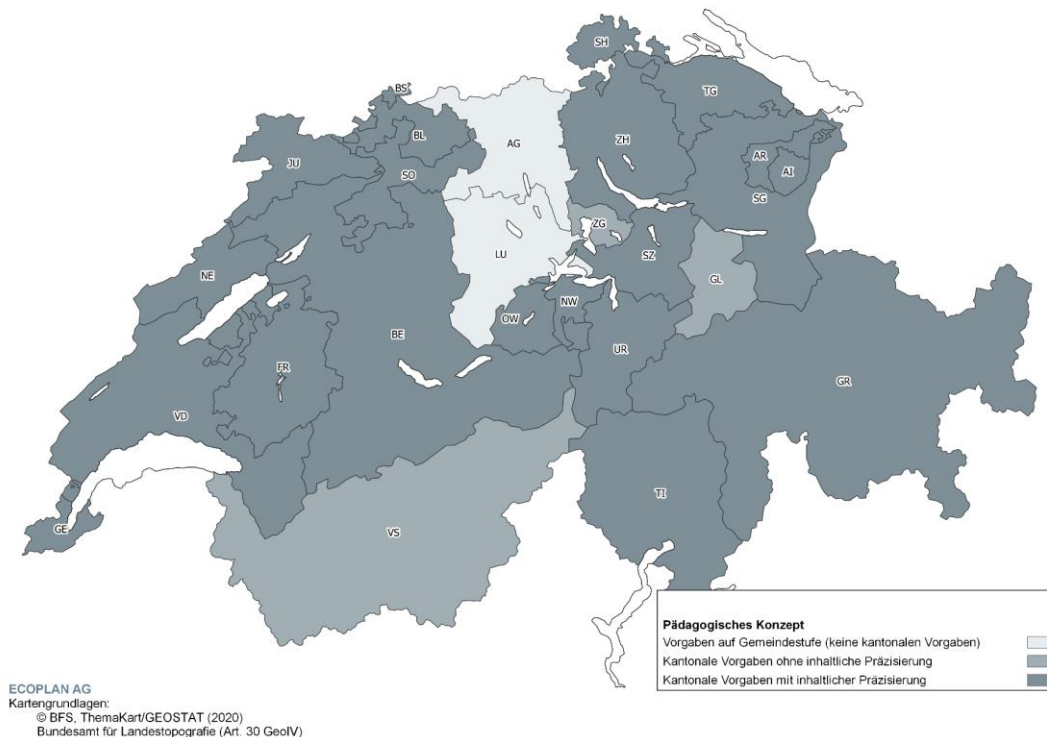 SH
BS
TG
BL
AG
ZH
JU
AR
AI
SO
SG
ZG
LU
SZ
NE
GL
NW
OW
BE
UR
FR
GR
VD
TI
GE
VS
Pädagogisches Konzept
Vorgaben auf Gemeindestufe (keine kantonalen Vorgaben)
Kantonale Vorgaben ohne inhaltliche Präzisierung
Kantonale Vorgaben mit inhaltlicher Präzisierung
ECOPLAN AG
Kartengrundlagen:
© BFS, ThemaKart/GEOSTAT (2020)
Bundesamt für Landestopografie (Art. 30 GeoIV)